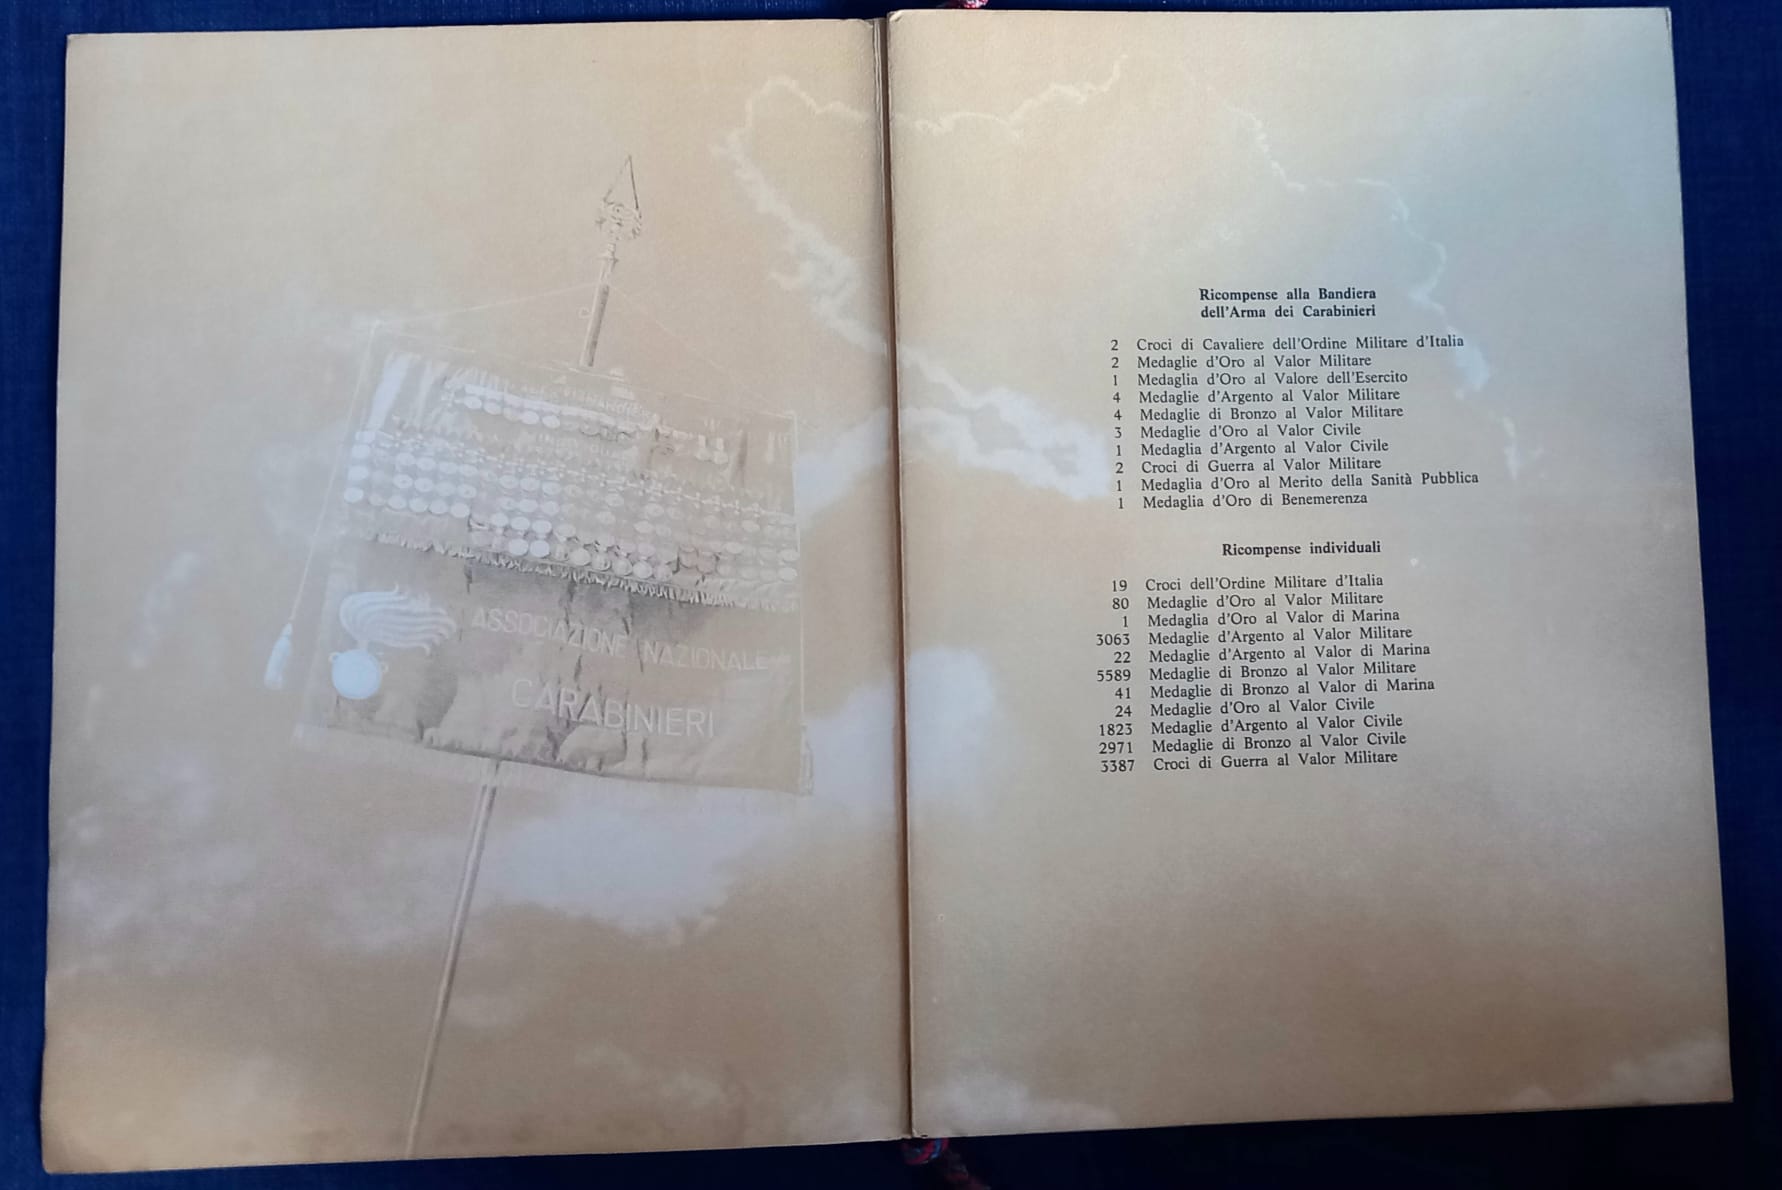 ASSOCIAZIONE NAZIONALE
CARABINIERI
Ricompense alla Bandiera
dell'Arma dei Carabinieri
2 Croci di Cavaliere dell'Ordine Militare d'Italia
2 Medaglie d'Oro al Valor Militare
1 Medaglia d'Oro al Valore dell'Esercito
4 Medaglie d'Argento al Valor Militare
4 Medaglie di Bronzo al Valor Militare
3 Medaglie d'Oro al Valor Civile
1 Medaglia d'Argento al Valor Civile
2 Croci di Guerra al Valor Militare
1 Medaglia d'Oro al Merito della Sanità Pubblica
1 Medaglia d'Oro di Benemerenza
Ricompense individuali
19 Croci dell'Ordine Militare d'Italia
80 Medaglie d'Oro al Valor Militare
1 Medaglia d'Oro al Valor di Marina
3063 Medaglie d'Argento al Valor Militare
22 Medaglie d'Argento al Valor di Marina
5589 Medaglie di Bronzo al Valor Militare
41 Medaglie di Bronzo al Valor di Marina
24 Medaglie d'Oro al Valor Civile
1823 Medaglie d'Argento al Valor Civile
2971 Medaglie di Bronzo al Valor Civile
3387 Croci di Guerra al Valor Militare